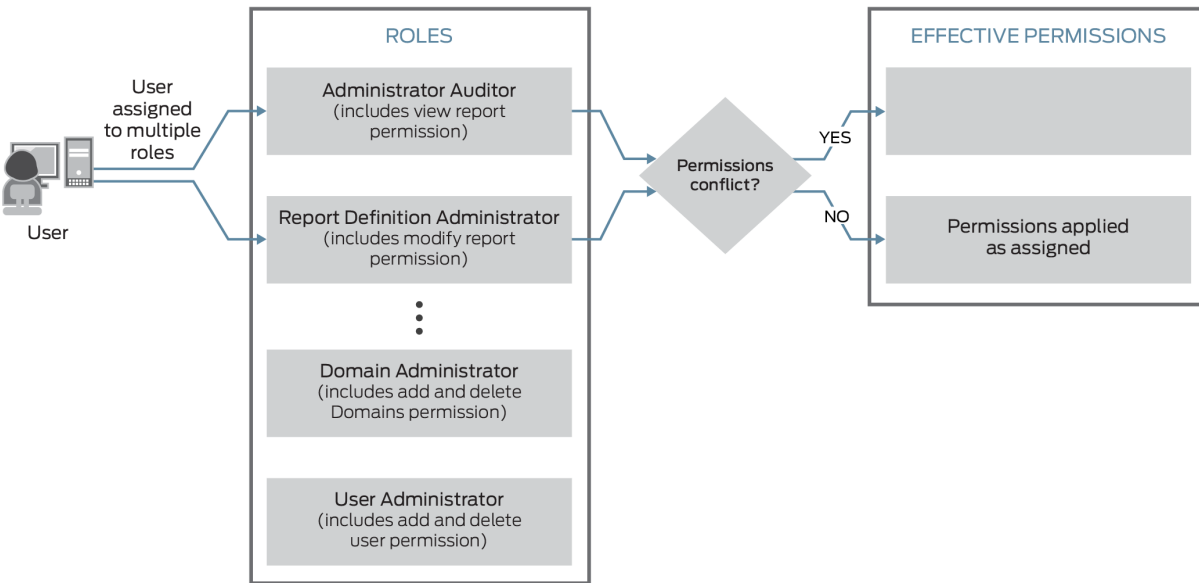 User
assigned
to multiple
roles
User
ROLES
Administrator Auditor
(includes view report
permission)
Report Definition Administrator
(includes modify report
permission)
Domain Administrator
(includes add and delete
Domains permission)
User Administrator
(includes add and delete
user permission)
Permissions
conflict?
YES
NO
EFFECTIVE PERMISSIONS
Permissions applied
as assigned